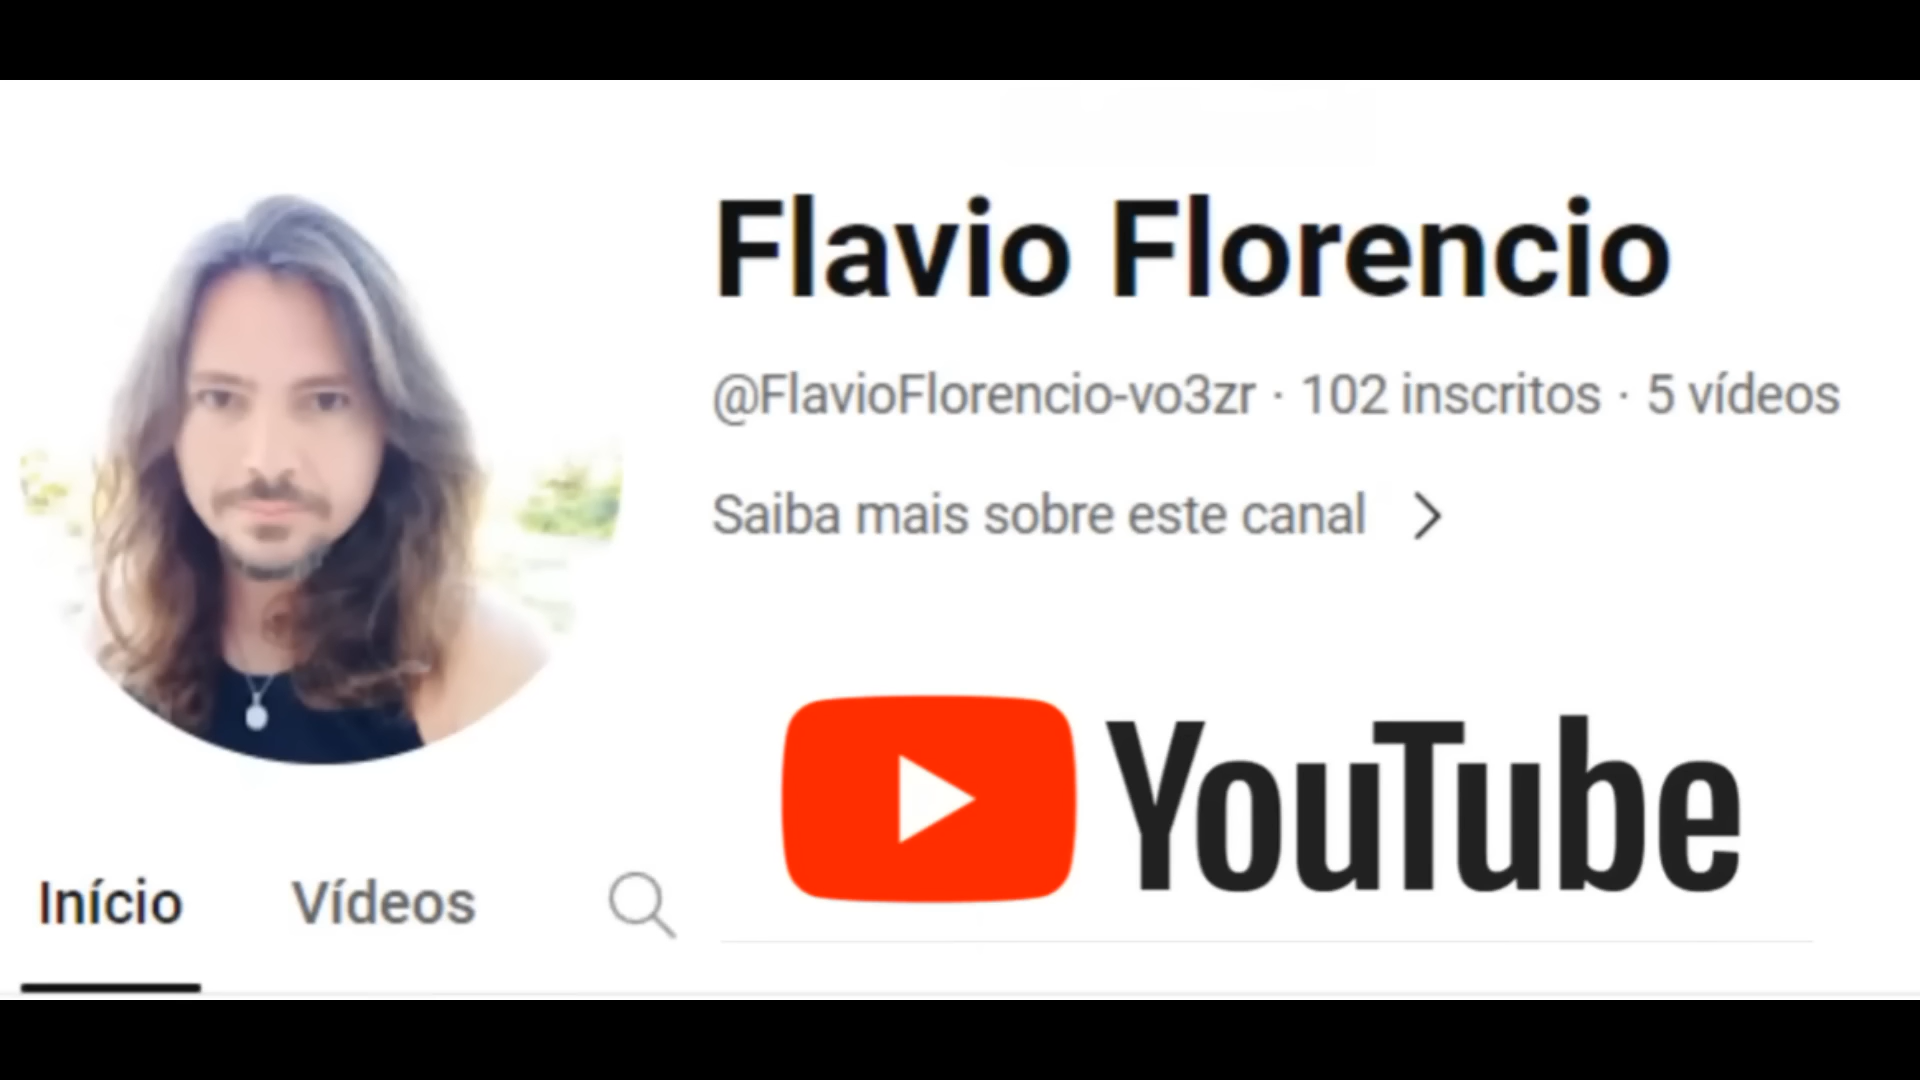 Flavio Florencio
@FlavioFlorencio-vo3zr · 102 inscritos · 5 vídeos
Saiba mais sobre este canal
YouTube
Início Vídeos